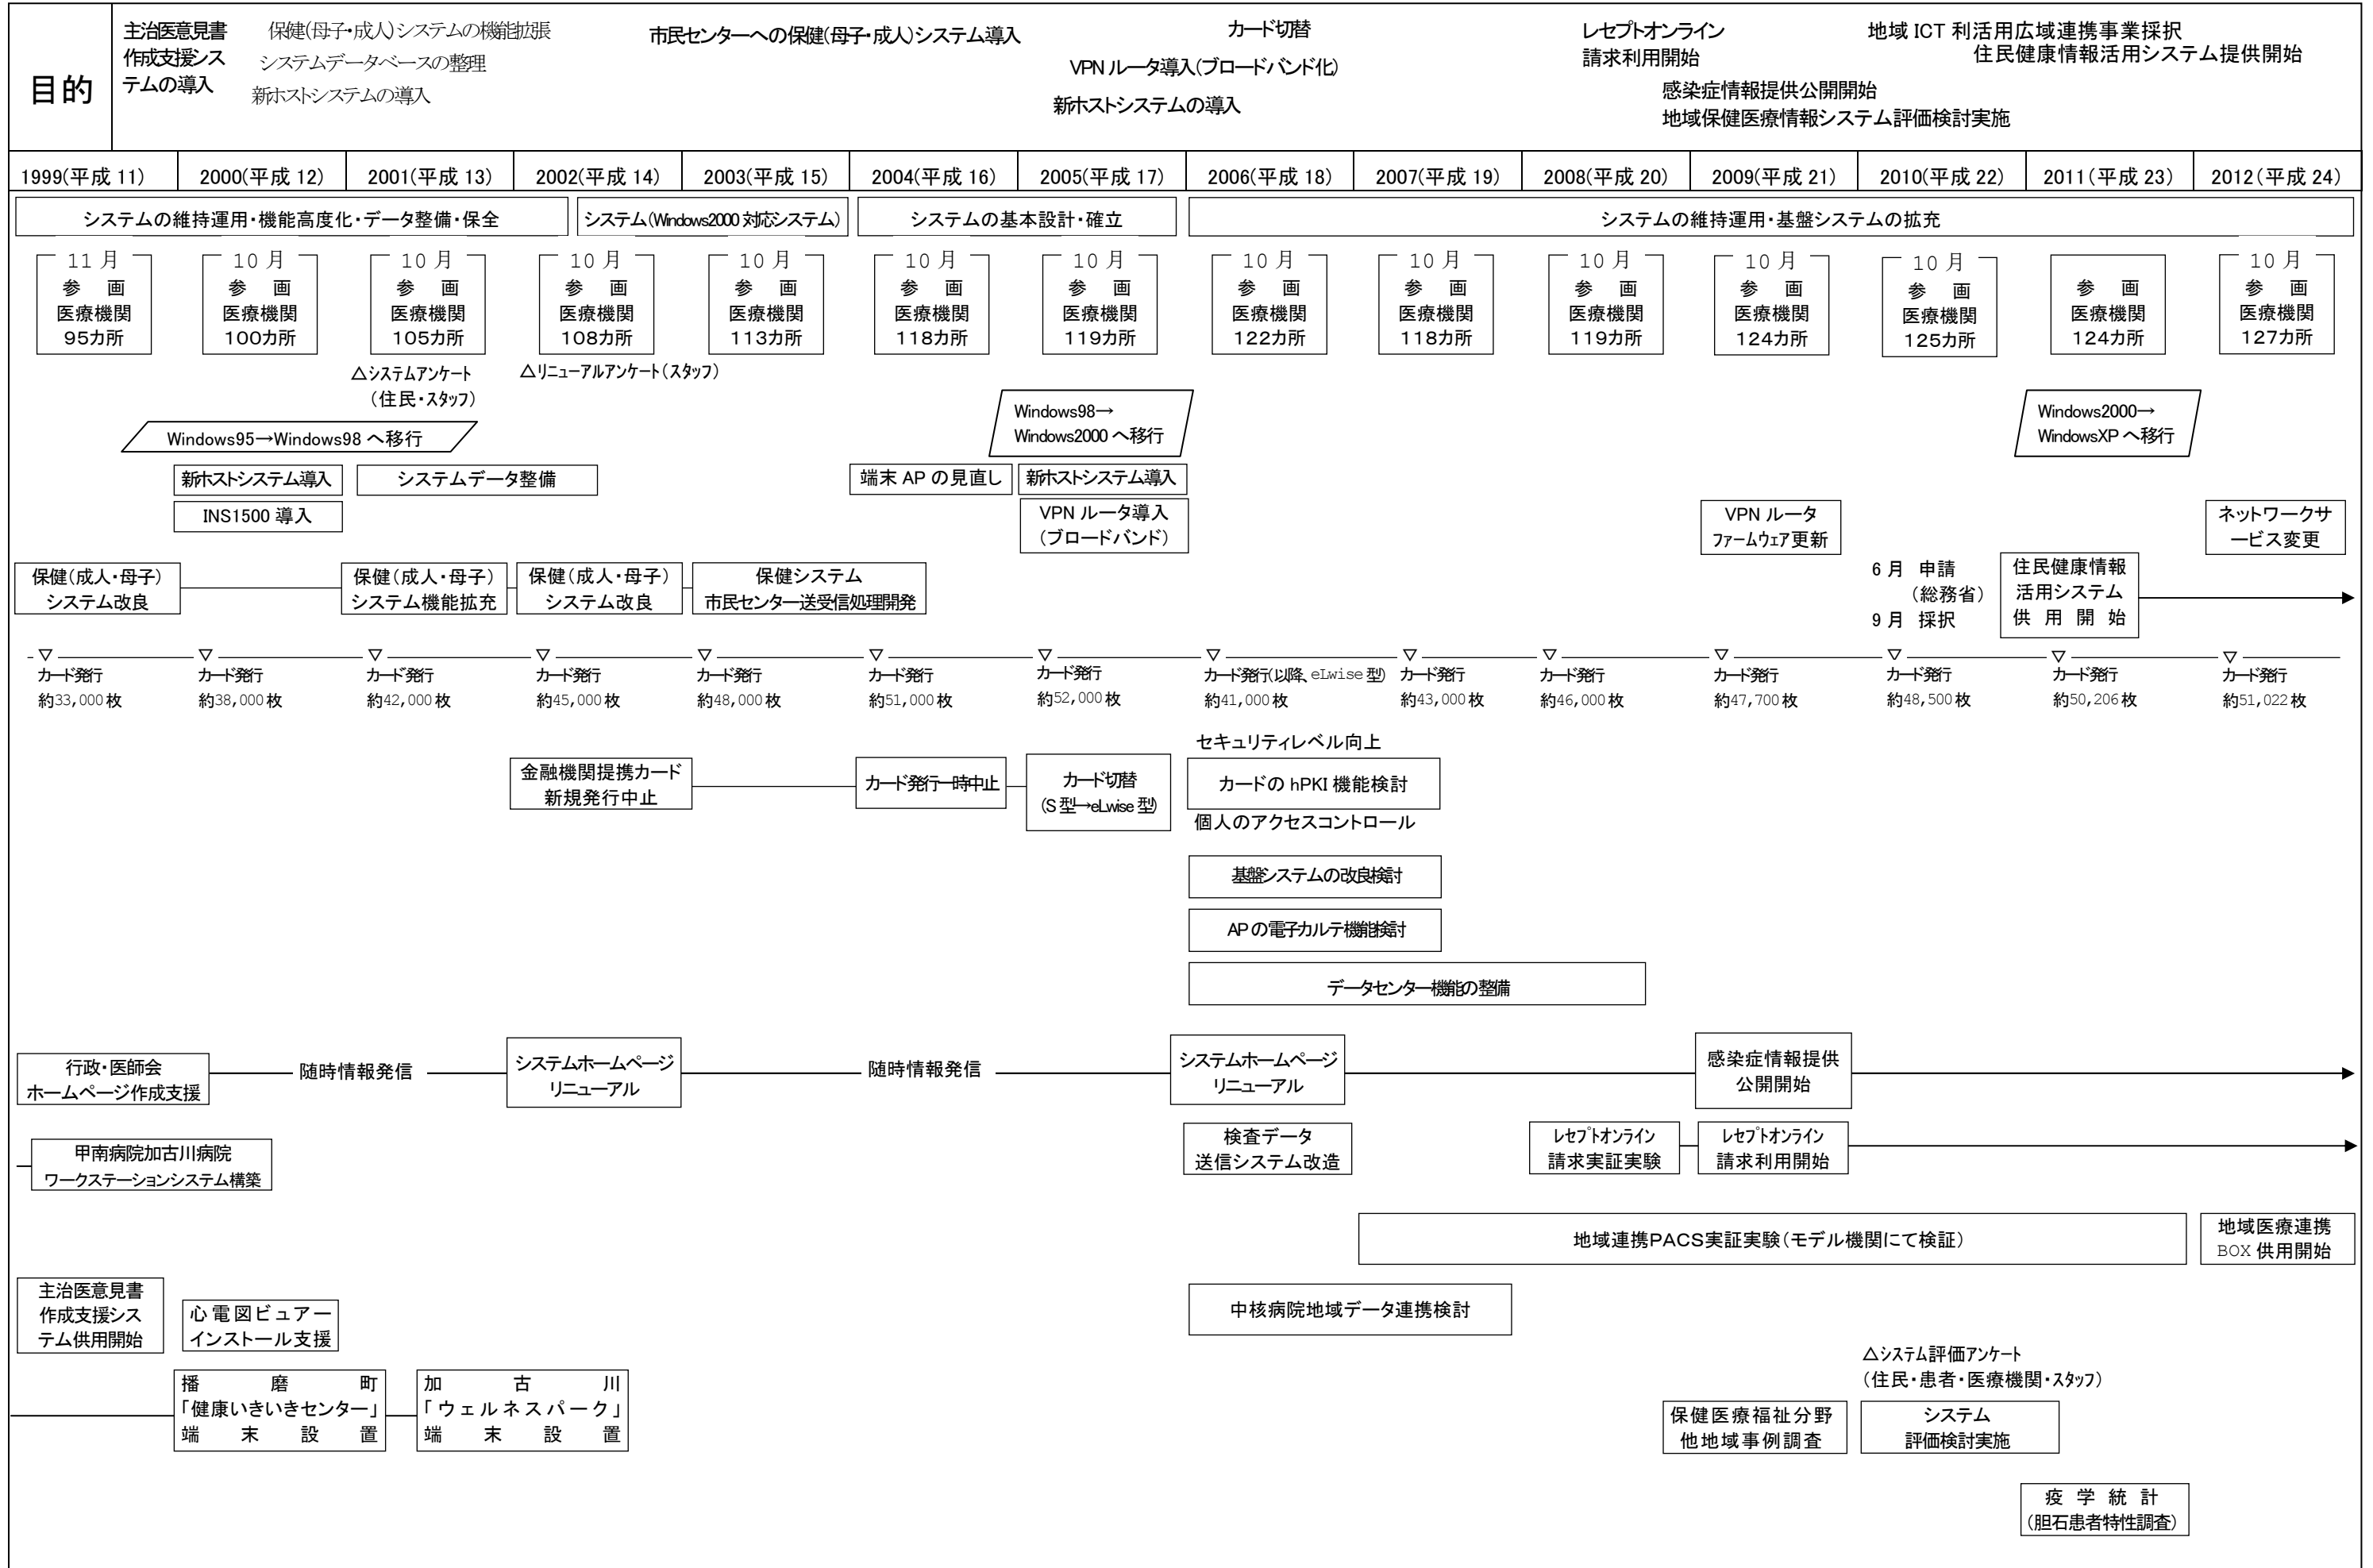 目的
主治医意見書
作成支援シス
テムの導入
保健(母子・成人)システムの機能拡張
システムデータベースの整理
新ホストシステムの導入
市民センターへの保健(母子・成人)システム導入
カード切替
VPN ルータ導入(ブロードバンド化)
新ホストシステムの導入
レセプトオンライン
請求利用開始
感染症情報提供公開開始
地域保健医療情報システム評価検討実施
地域 ICT 利活用広域連携事業採択
住民健康情報活用システム提供開始
1999(平成 11) 2000(平成 12) 2001(平成 13) 2002(平成 14) 2003(平成 15) 2004(平成 16) 2005(平成 17) 2006(平成 18) 2007(平成 19) 2008(平成 20) 2009(平成 21) 2010(平成 22) 2011(平成 23) 2012(平成 24)
システムの維持運用・機能高度化・データ整備・保全 システム(Windows2000 対応システム) システムの基本設計・確立 システムの維持運用・基盤システムの拡充
11 月 10 月 10 月 10 月 10 月 10 月 10 月 10 月 10 月 10 月 10 月 10 月 10 月
参 画 参 画 参 画 参 画 参 画 参 画 参 画 参 画 参 画 参 画 参 画 参 画 参 画 参 画
医療機関 医療機関 医療機関 医療機関 医療機関 医療機関 医療機関 医療機関 医療機関 医療機関 医療機関 医療機関 医療機関 医療機関
95カ所 100カ所 105カ所 108カ所 113カ所 118カ所 119カ所 122カ所 118カ所 119カ所 124カ所 125カ所 124カ所 127カ所
△システムアンケート
(住民・スタッフ)
△リニューアルアンケート(スタッフ)
Windows95→Windows98 へ移行
Windows98→
Windows2000 へ移行
Windows2000→
WindowsXP へ移行
新ホストシステム導入
システムデータ整備
端末 AP の見直し
新ホストシステム導入
INS1500 導入
VPN ルータ導入
(ブロードバンド)
VPN ルータ
ファームウェア更新
ネットワークサ
ービス変更
保健(成人・母子)
システム改良
保健(成人・母子)
システム機能拡充
保健(成人・母子)
システム改良
保健システム
市民センター送受信処理開発
6 月 申請
(総務省)
9 月 採択
住民健康情報
活用システム
供 用 開 始
▽ ▽ ▽ ▽ ▽ ▽ ▽ ▽ ▽ ▽ ▽ ▽ ▽ ▽
カード発行 カード発行 カード発行 カード発行 カード発行 カード発行 カード発行 カード発行(以降、eLwise 型) カード発行 カード発行 カード発行 カード発行 カード発行 カード発行
約33,000 枚 約38,000 枚 約42,000 枚 約45,000 枚 約48,000 枚 約51,000 枚 約52,000 枚 約41,000 枚 約43,000 枚 約46,000 枚 約47,700 枚 約48,500 枚 約50,206 枚 約51,022 枚
金融機関提携カード
新規発行中止
カード発行一時中止
カード切替
(S 型→eLwise 型)
セキュリティレベル向上
カードの hPKI 機能検討
個人のアクセスコントロール
基盤システムの改良検討
APの電子カルテ機能検討
データセンター機能の整備
行政・医師会
ホームページ作成支援
随時情報発信
システムホームページ
リニューアル
随時情報発信
システムホームページ
リニューアル
感染症情報提供
公開開始
甲南病院加古川病院
ワークステーションシステム構築
検査データ
送信システム改造
レセプトオンライン
請求実証実験
レセプトオンライン
請求利用開始
地域連携PACS実証実験(モデル機関にて検証)
地域医療連携
BOX 供用開始
主治医意見書
作成支援シス
テム供用開始
心電図ビュアー
インストール支援
中核病院地域データ連携検討
播 磨 町
「健康いきいきセンター」
端 末 設 置
加 古 川
「ウェルネスパーク」
端 末 設 置
△システム評価アンケート
(住民・患者・医療機関・スタッフ)
保健医療福祉分野
他地域事例調査
システム
評価検討実施
疫 学 統 計
(胆石患者特性調査)